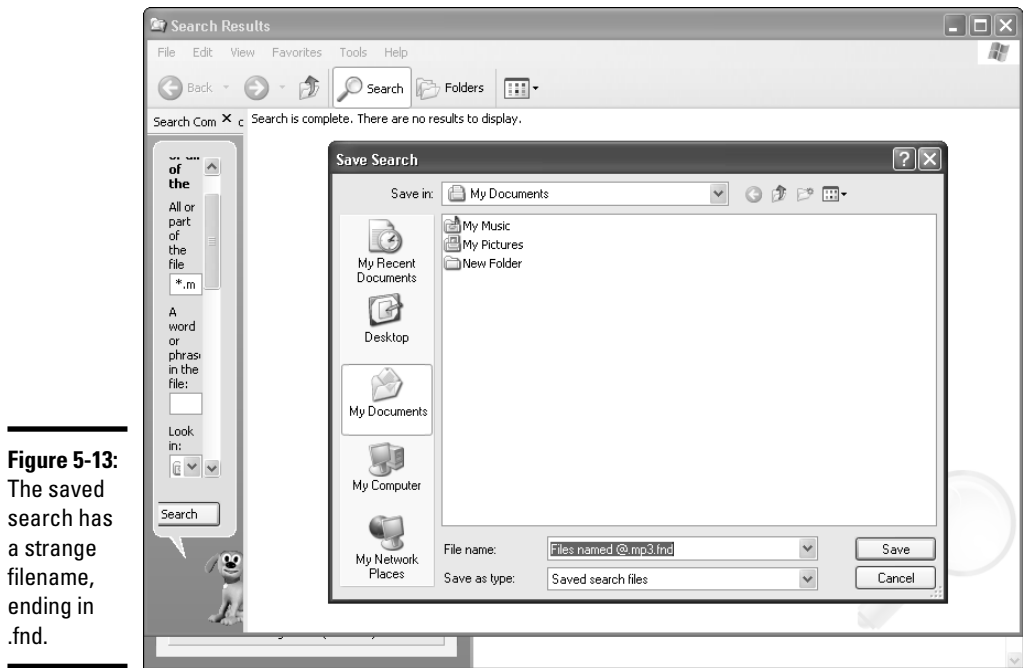 Search Results
File Edit View Favorites Tools Help
Back Search Folders
Search Com
Search is complete. There are no results to display.
of
the
All or
part
of
the
file
*.m
A
word
or
phras
in the
file:
Look
in:
Search
Save Search
Save in: My Documents
My Recent
Documents
Desktop
My Documents
My Computer
My Network
Places
My Music
My Pictures
New Folder
File name: Files named @.mp3.fnd
Save as type: Saved search files
Save
Cancel
Figure 5-13:
The saved
search has
a strange
filename,
ending in
.fnd.